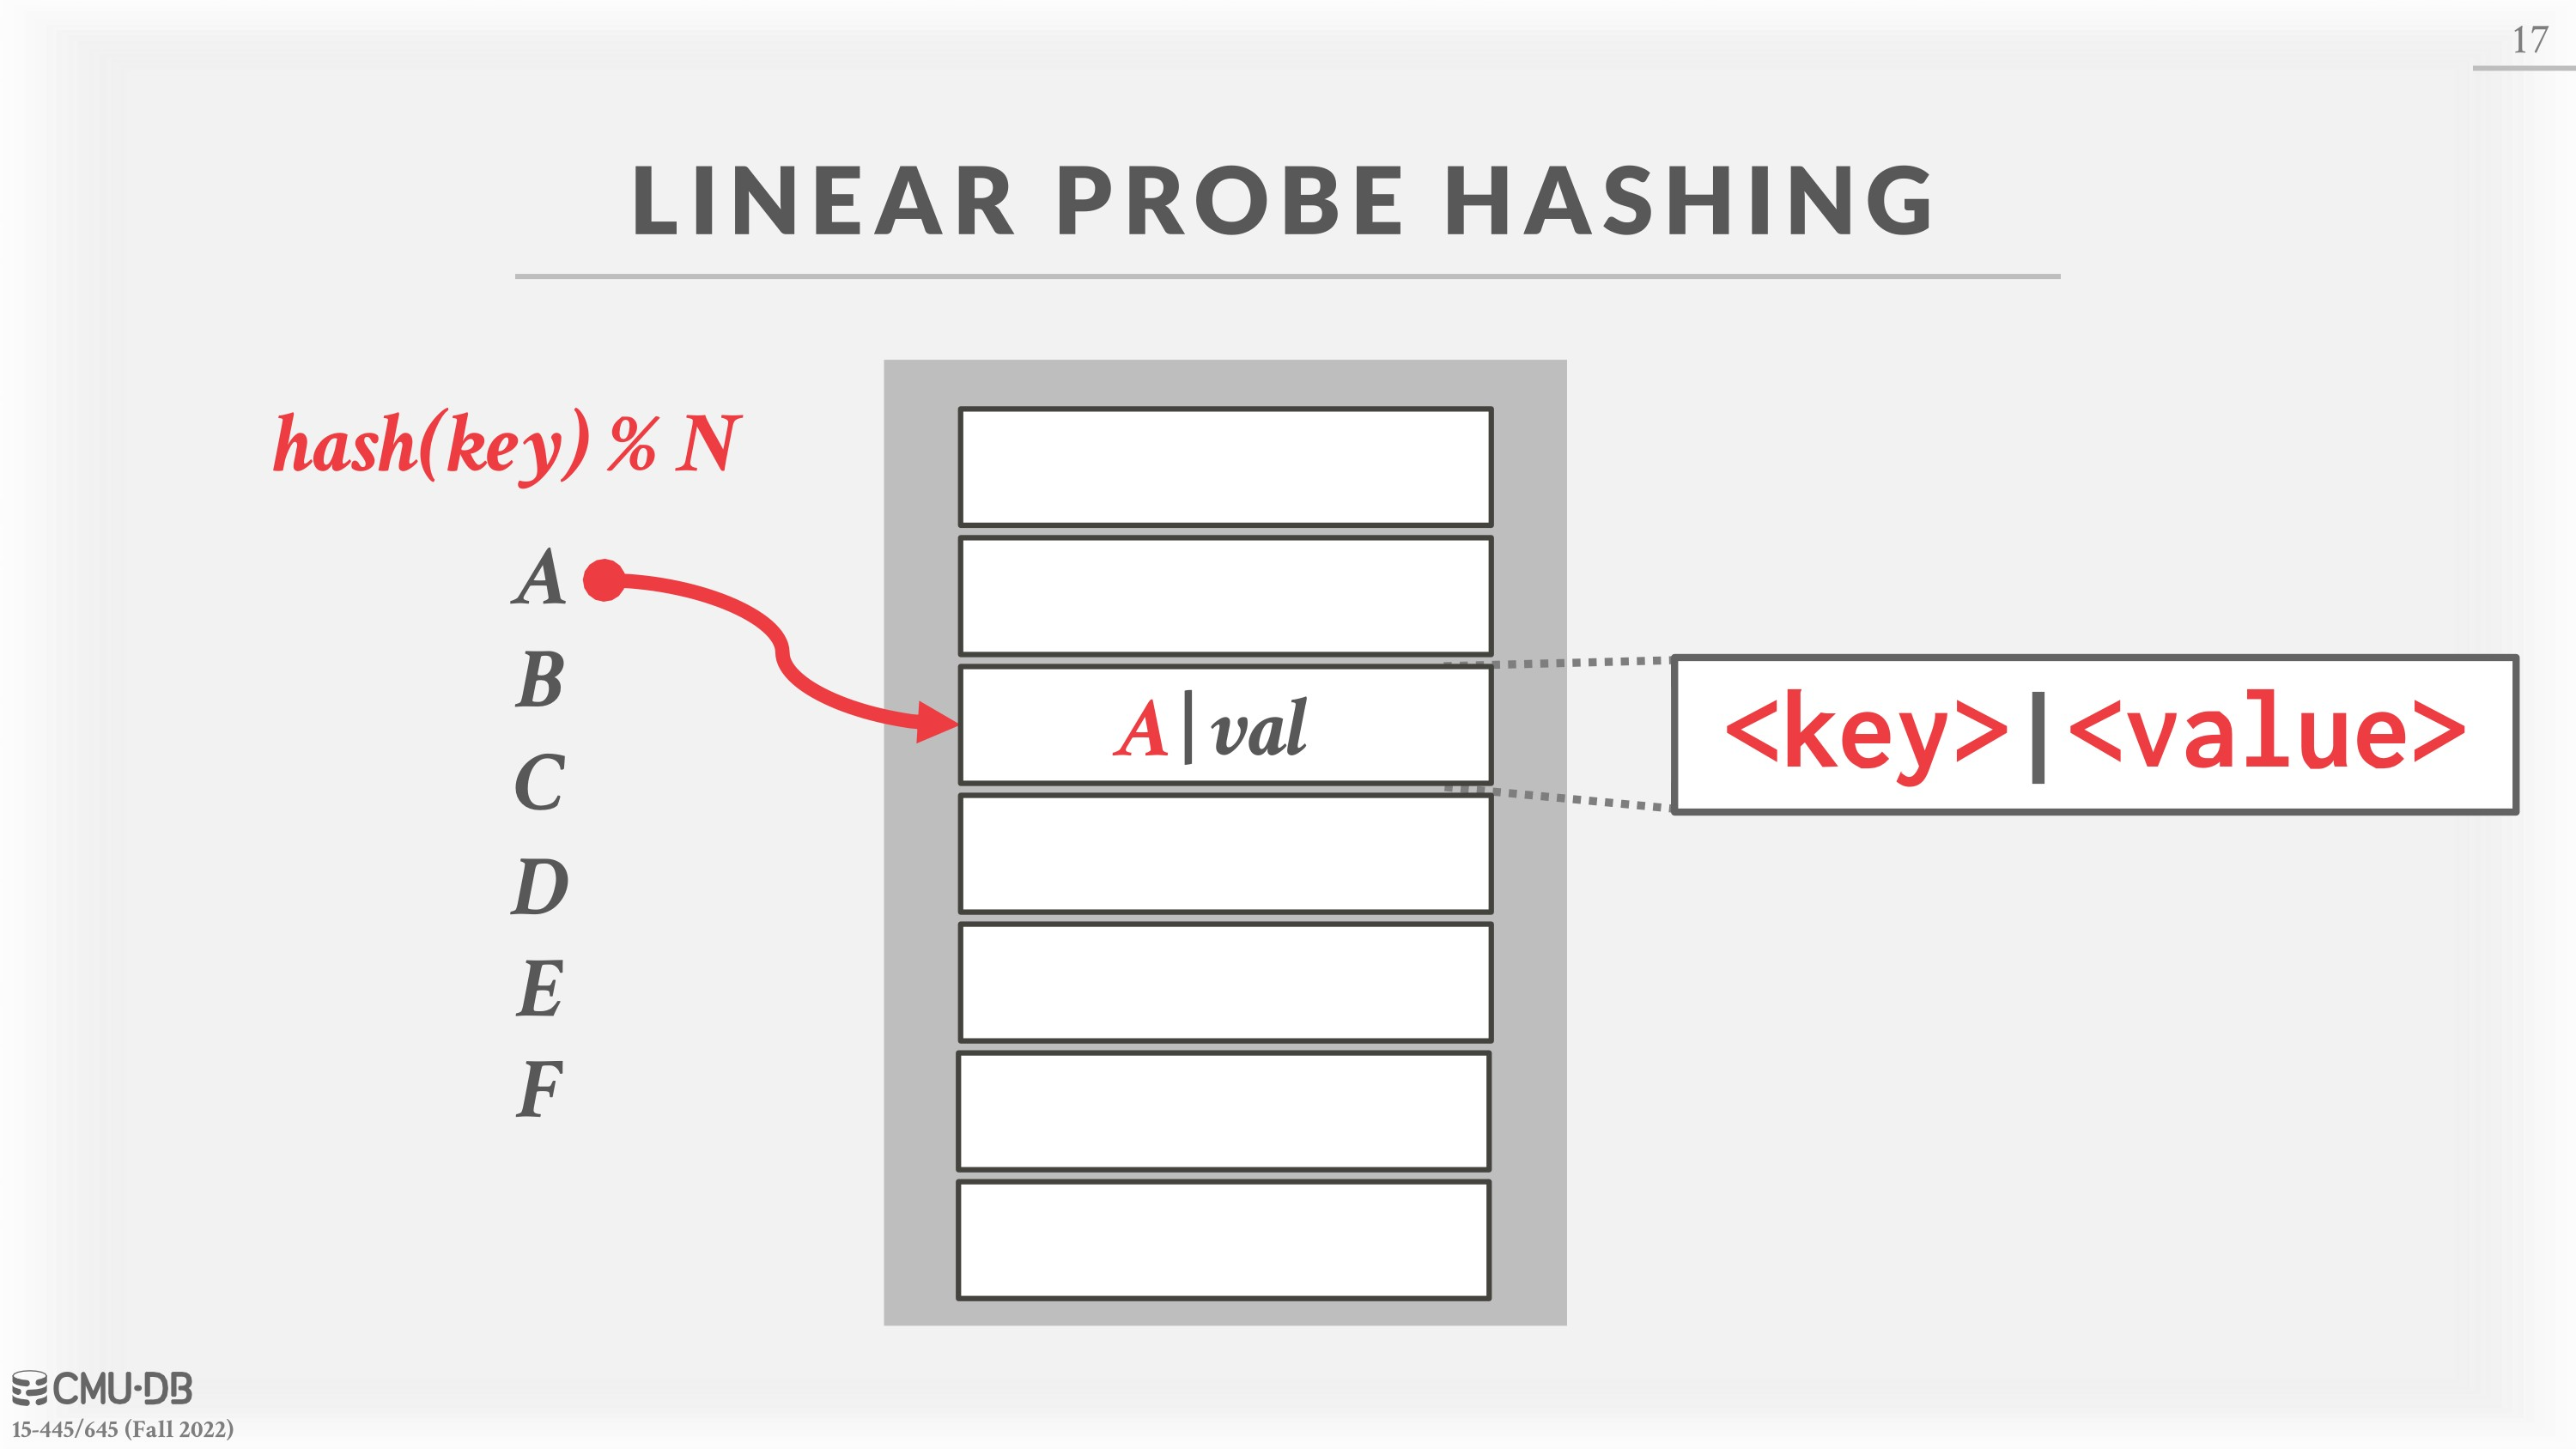 17
LINEAR PROBE HASHING
hash(key) % N
A
B
C
D
E
F
A|val
<key>|<value>
CMU·DB
15-445/645 (Fall 2022)